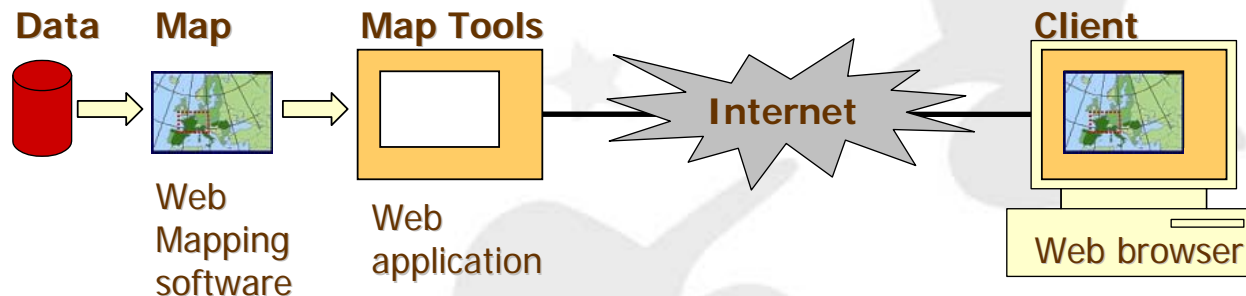 Data
Map
Map Tools
Client
Internet
Web
Mapping
software
Web
application
Web browser